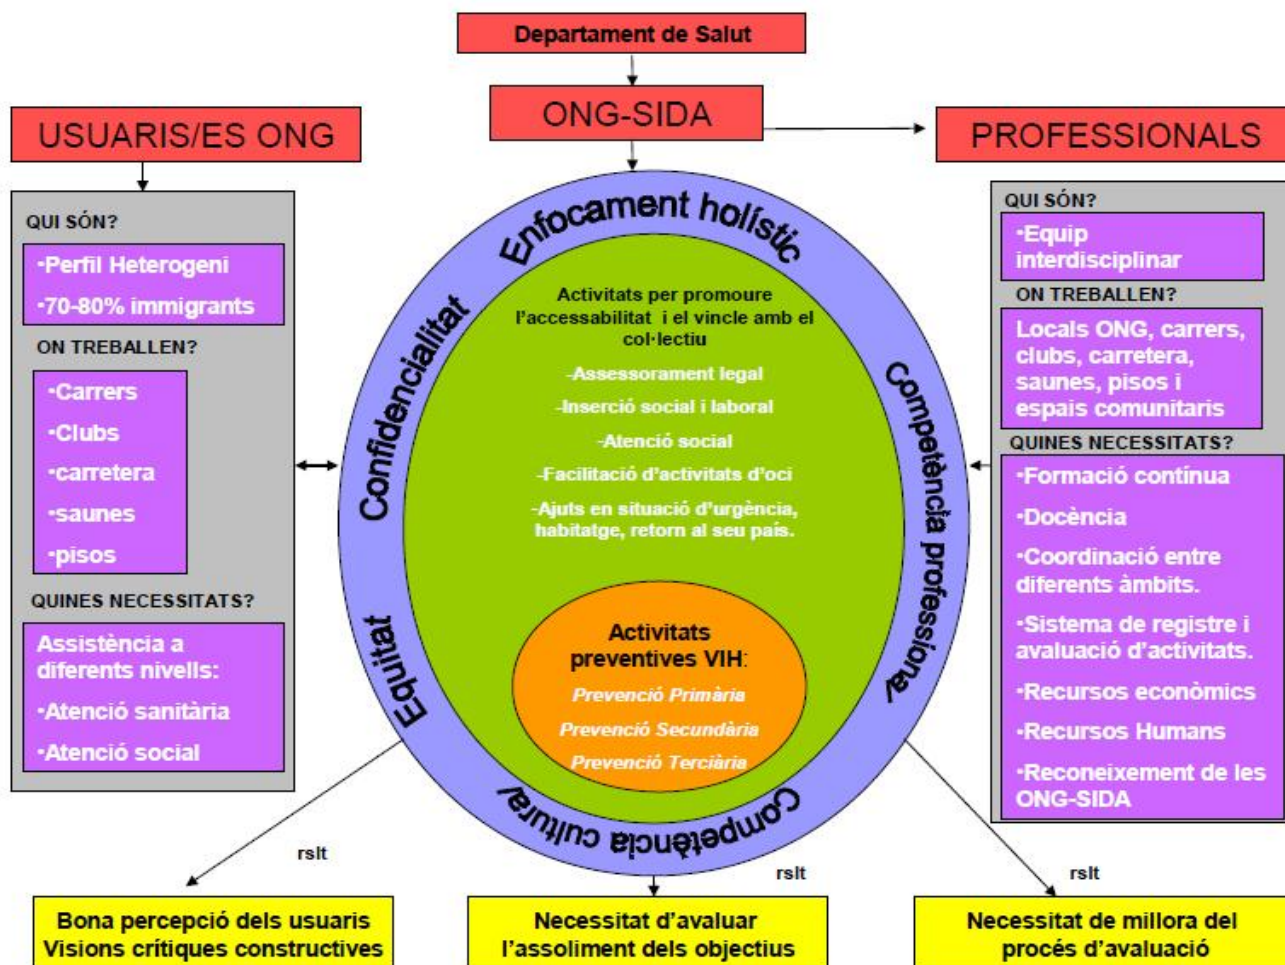 Departament de Salut
ONG-SIDA
USUARIS/ES ONG
PROFESSIONALS
QUI SÓN?
•Perfil Heterogeni
•70-80% immigrants
ON TREBALLEN?
•Carrers
•Clubs
•carretera
•saunes
•pisos
QUINES NECESSITATS?
Assistència a
diferents nivells:
•Atenció sanitària
•Atenció social
Enfocament holístic
Confidencialitat
Equitat
Competència professional
Competència cultural
Activitats per promoure
l'accessabilitat i el vincle amb el
col·lectiu
-Assessorament legal
-Inserció social i laboral
-Atenció social
-Facilitació d'activitats d'oci
-Ajuts en situació d'urgència,
habitatge, retorn al seu país.
Activitats
preventives VIH:
Prevenció Primària
Prevenció Secundària
Prevenció Terciària
QUI SÓN?
•Equip
interdisciplinar
ON TREBALLEN?
Locals ONG, carrers,
clubs, carretera,
saunes, pisos i
espais comunitaris
QUINES NECESSITATS?
•Formació contínua
•Docència
•Coordinació entre
diferents àmbits.
•Sistema de registre i
avaluació d'activitats.
•Recursos econòmics
•Recursos Humans
•Reconeixement de les
ONG-SIDA
rslt
rslt
rslt
Bona percepció dels usuaris
Visions crítiques constructives
Necessitat d'avaluar
l'assoliment dels objectius
Necessitat de millora del
procés d'avaluació